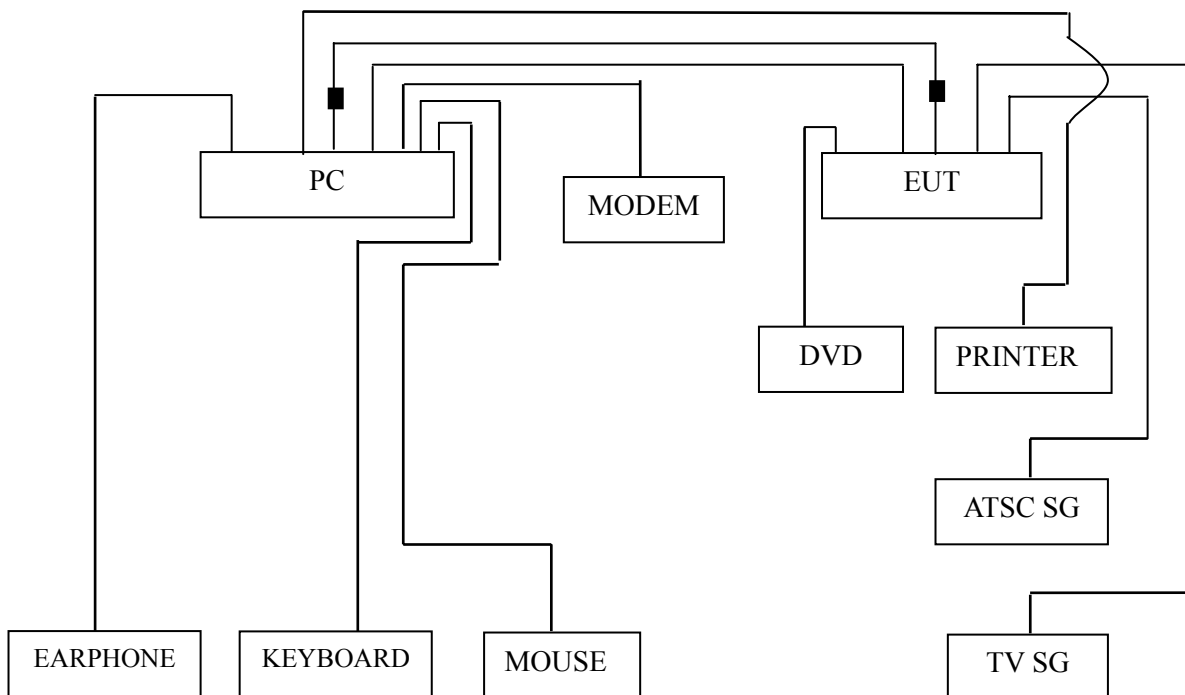 PC
EUT
MODEM
DVD
PRINTER
ATSC SG
EARPHONE
KEYBOARD
MOUSE
TV SG